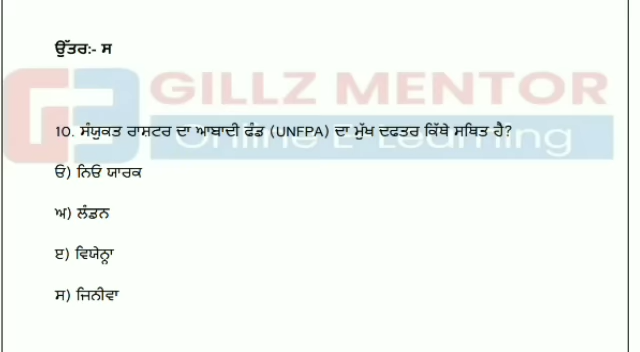 ਉੱਤਰ:- ਸ
GILLZ MENTOR
Online E-Learning
10. ਸੰਯੁਕਤ ਰਾਸ਼ਟਰ ਦਾ ਆਬਾਦੀ ਫੰਡ (UNFPA) ਦਾ ਮੁੱਖ ਦਫਤਰ ਕਿੱਥੇ ਸਥਿਤ ਹੈ?
ੳ) ਨਿਓ ਯਾਰਕ
ਅ) ਲੰਡਨ
ੲ) ਵਿਯੇਨ੍ਹਾ
ਸ) ਜਿਨੀਵਾ